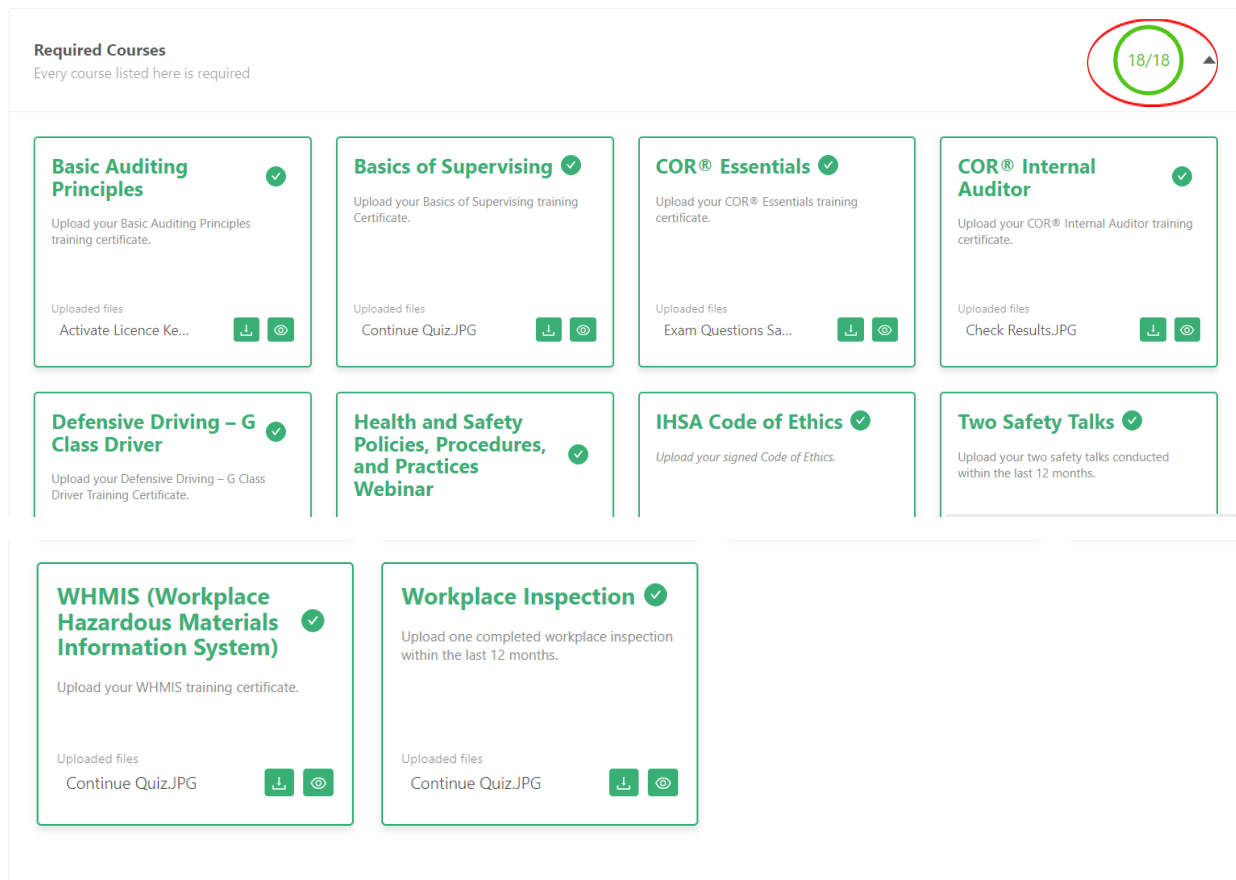 Required Courses
Every course listed here is required
18/18
Basic Auditing
Principles
Upload your Basic Auditing Principles
training certificate.
Uploaded files
Activate Licence Ke...
Basics of Supervising
Upload your Basics of Supervising training
Certificate.
Uploaded files
Continue Quiz.JPG
COR® Essentials
Upload your COR® Essentials training
certificate.
Uploaded files
Exam Questions Sa...
COR® Internal
Auditor
Upload your COR® Internal Auditor training
certificate.
Uploaded files
Check Results.JPG
Defensive Driving – G
Class Driver
Upload your Defensive Driving – G Class
Driver Training Certificate.
Health and Safety
Policies, Procedures,
and Practices
Webinar
IHSA Code of Ethics
Upload your signed Code of Ethics.
Two Safety Talks
Upload your two safety talks conducted
within the last 12 months.
WHMIS (Workplace
Hazardous Materials
Information System)
Upload your WHMIS training certificate.
Uploaded files
Continue Quiz.JPG
Workplace Inspection
Upload one completed workplace inspection
within the last 12 months.
Uploaded files
Continue Quiz.JPG